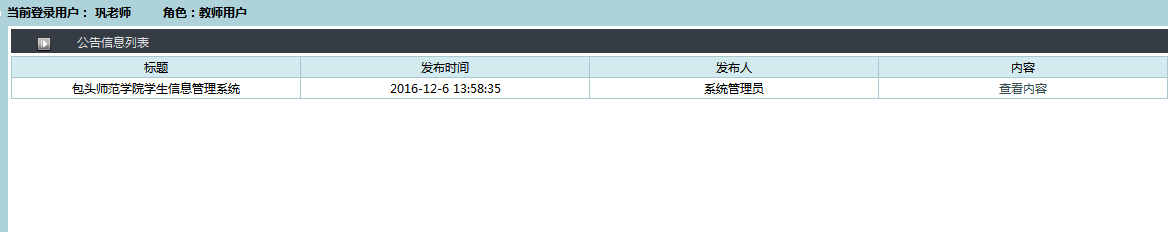 当前登录用户： 巩老师 角色：教师用户
公告信息列表
标题 发布时间 发布人 内容
包头师范学院学生信息管理系统 2016-12-6 13:58:35 系统管理员 查看内容